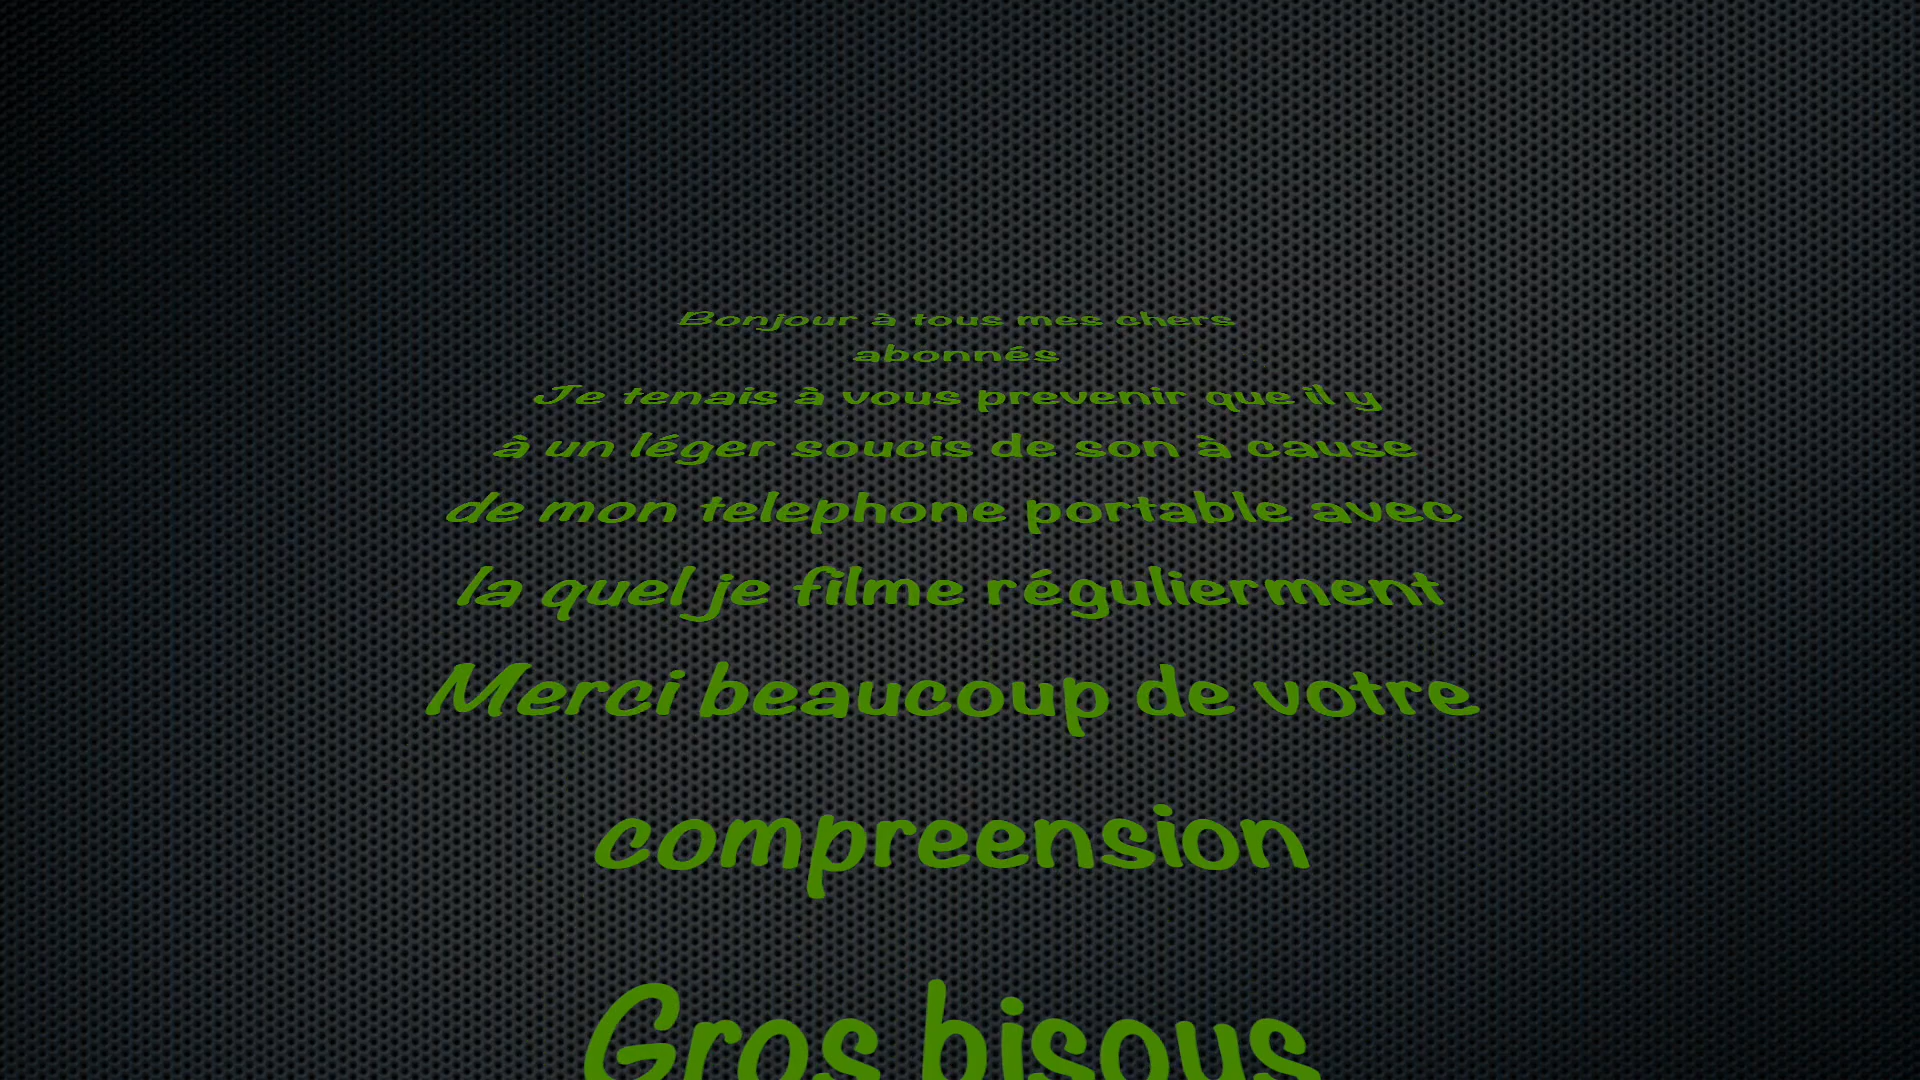 Bonjour à tous mes chers
abonnés
Je tenais à vous prevenir que il y
à un léger soucis de son à cause
de mon telephone portable avec
la quel je filme régulierment
Merci beaucoup de votre
compreension
Gros bisous